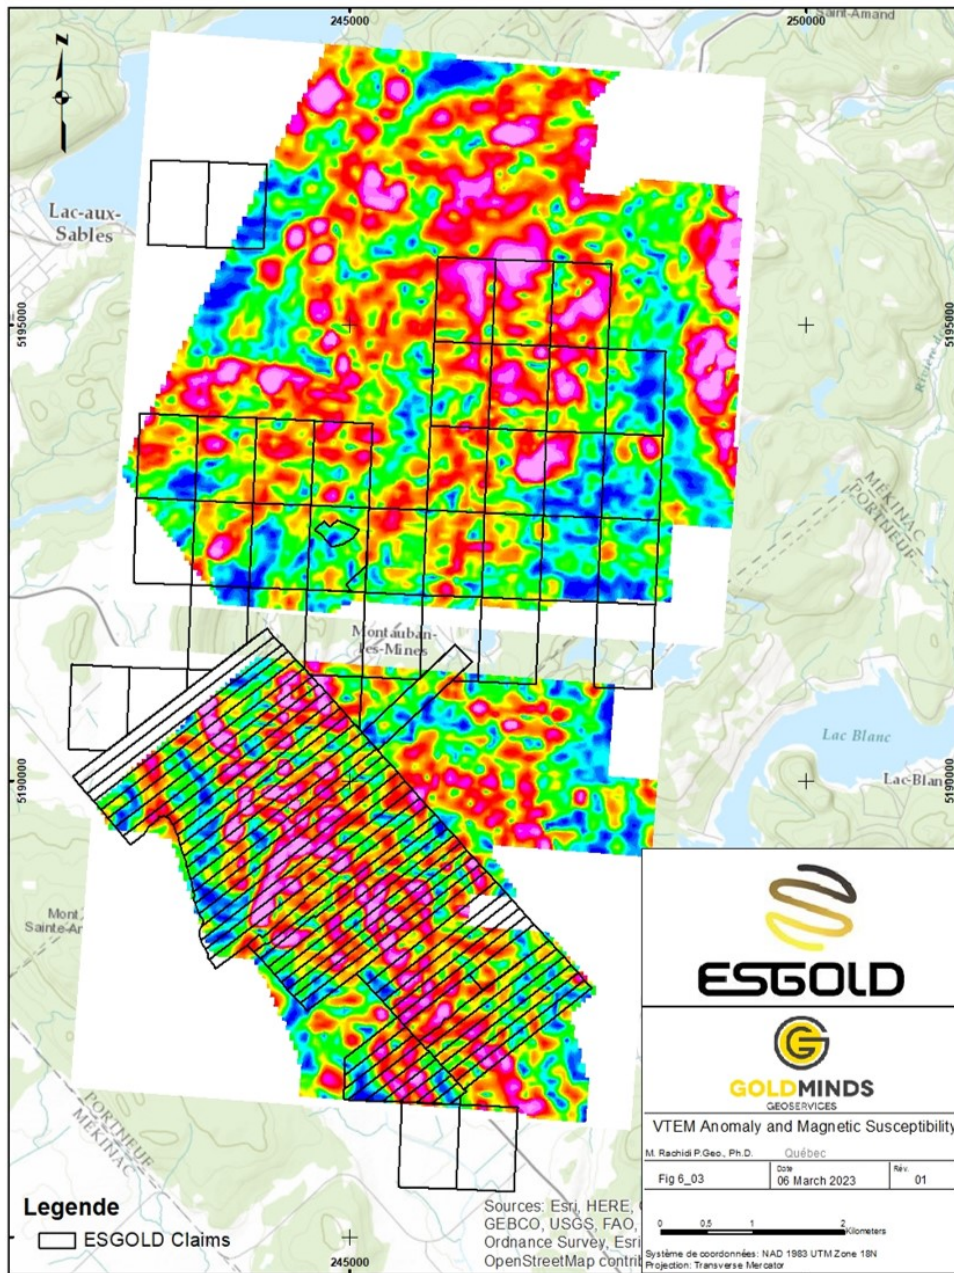 245000
250000
Saint-Amand
N
Lac-aux-
Sables
5195000
5195000
Rivière
MÉKINAC
PORTNEUF
Montauban-
les-Mines
5190000
5190000
Lac Blanc
Lac-Blan
Mont
Sainte-An
ESGOLD
GOLDMINDS
GEOSERVICES
VTEM Anomaly and Magnetic Susceptibility
M. Rachidi P.Geo., Ph.D.
Québec
Fig 6_03
Date
06 March 2023
Rév.
01
PORTNEUF
MÉKINAC
0 0.5 1 2
Kilometers
Legende
ESGOLD Claims
Sources: Esri, HERE,
GEBCO, USGS, FAO,
Ordnance Survey, Esri
OpenStreetMap contrib
Système de coordonnées: NAD 1983 UTM Zone 18N
Projection: Transverse Mercator
245000